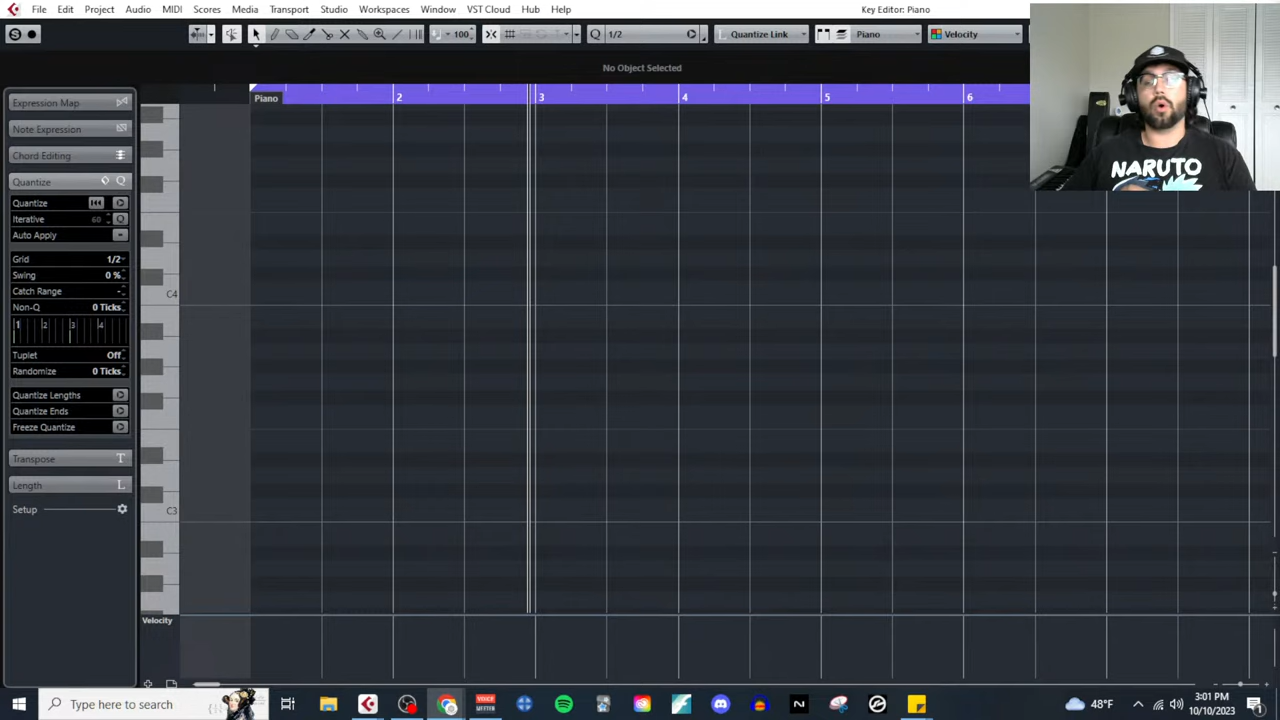 File Edit Project Audio MIDI Scores Media Transport Studio Workspaces Window VST Cloud Hub Help Key Editor: Piano
100 1/2 Quantize Link Piano Velocity
No Object Selected
Piano 2 3 4 5 6
Expression Map
Note Expression
Chord Editing
Quantize
Quantize
Iterative 60
Auto Apply
Grid 1/2
Swing 0 %
Catch Range -
Non-Q 0 Ticks
1 2 3 4
Tuplet Off
Randomize 0 Ticks
Quantize Lengths
Quantize Ends
Freeze Quantize
Transpose T
Length L
Setup
C4
C3
Velocity
NARUTO
Type here to search
VOICE
MEETER
48°F
3:01 PM
10/10/2023